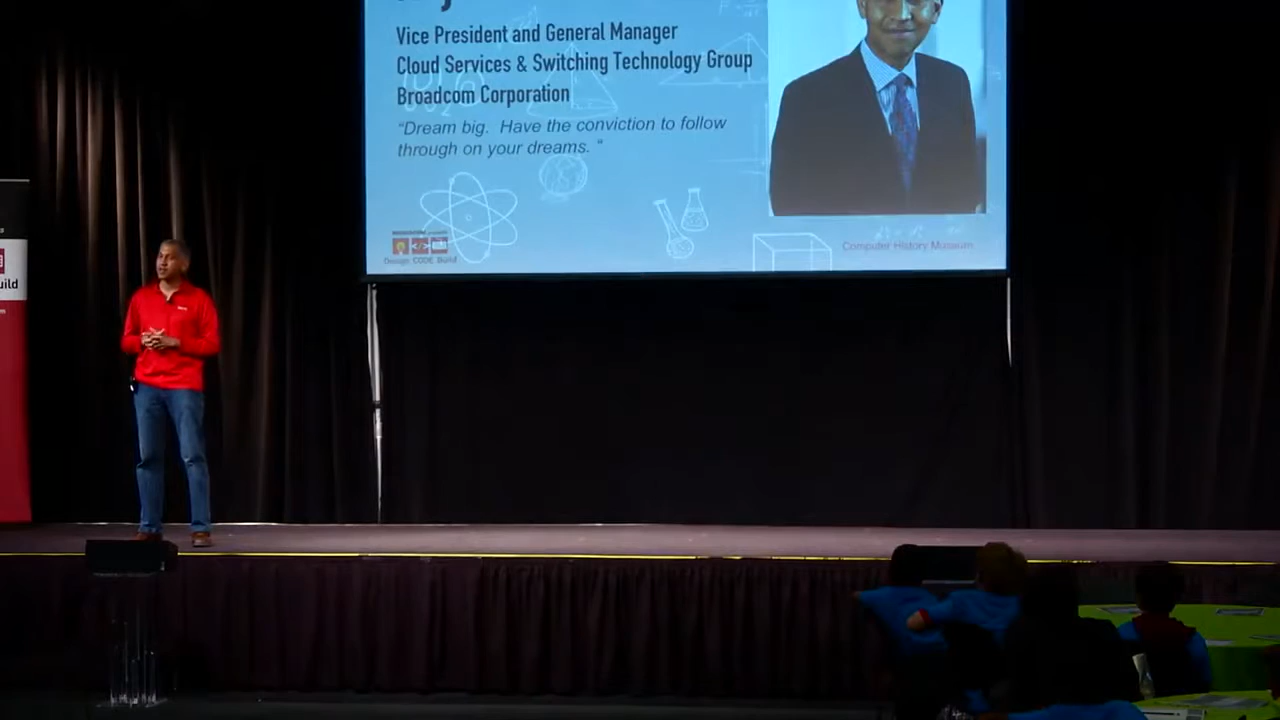 Vice President and General Manager
Cloud Services & Switching Technology Group
Broadcom Corporation
"Dream big. Have the conviction to follow
through on your dreams. "
Design CODE Build
Computer History Museum
uild